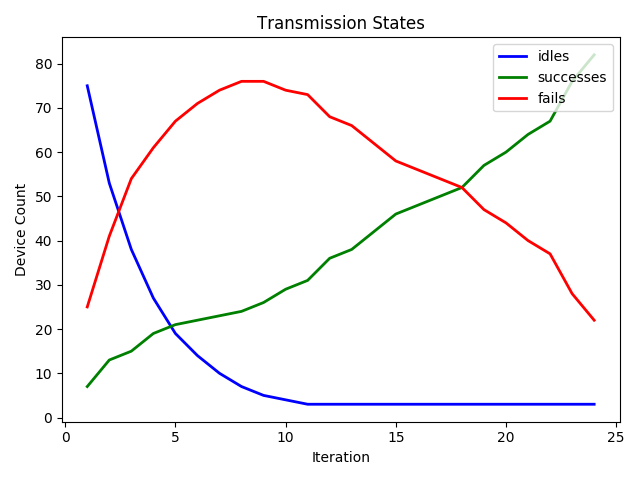 Transmission States
idles
successes
fails
Device Count
80
70
60
50
40
30
20
10
0
0 5 10 15 20 25
Iteration